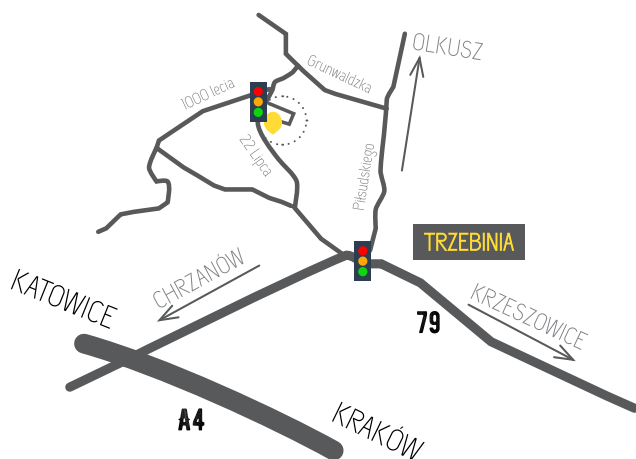 OLKUSZ
Grunwaldzka
1000 lecia
22 Lipca
Piłsudskiego
TRZEBINIA
CHRZANÓW
KATOWICE
KRZESZOWICE
79
A4
KRAKÓW